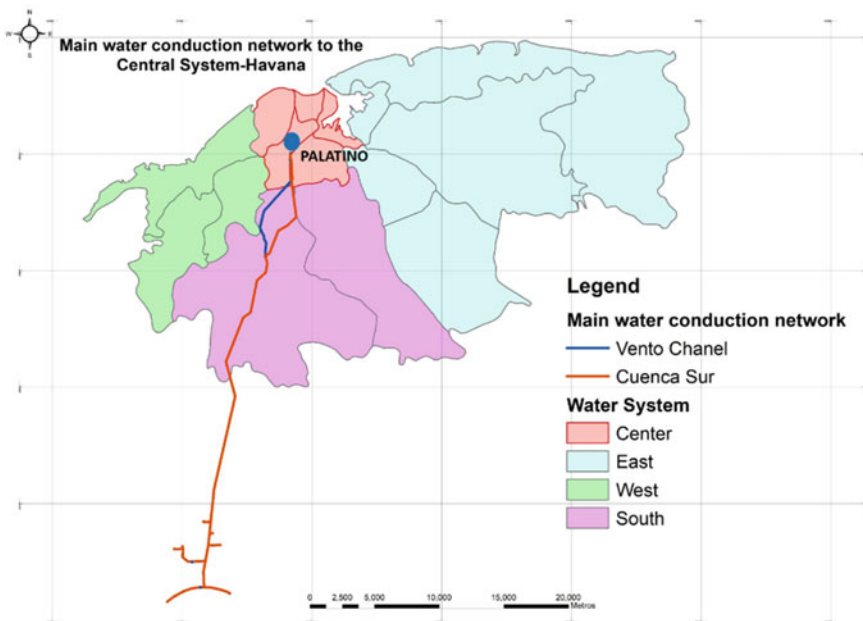 N
W
E
S
Main water conduction network to the
Central System-Havana
PALATINO
Legend
Main water conduction network
Vento Chanel
Cuenca Sur
Water System
Center
East
West
South
0 2,500 5,000 10,000 15,000 20,000
Metros